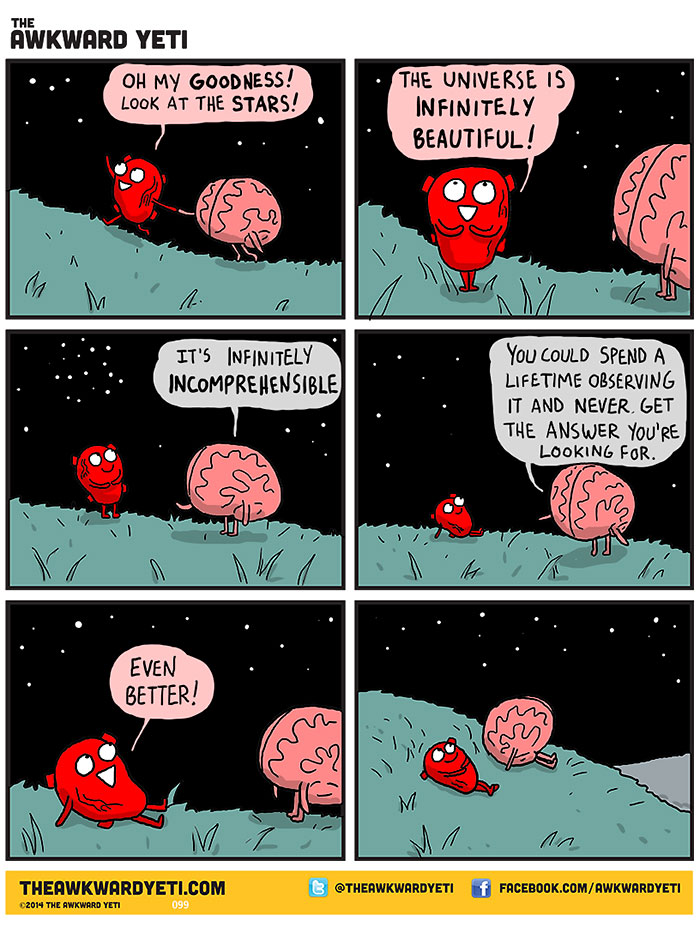 THE
AWKWARD YETI
OH MY GOODNESS!
LOOK AT THE STARS!
THE UNIVERSE IS
INFINITELY
BEAUTIFUL!
IT'S INFINITELY
INCOMPREHENSIBLE
YOU COULD SPEND A
LIFETIME OBSERVING
IT AND NEVER GET
THE ANSWER YOU'RE
LOOKING FOR.
EVEN
BETTER!
THEAWKWARDYETI.COM
©2014 THE AWKWARD YETI
099
@THEAWKWARDYETI
FACEBOOK.COM/AWKWARDYETI